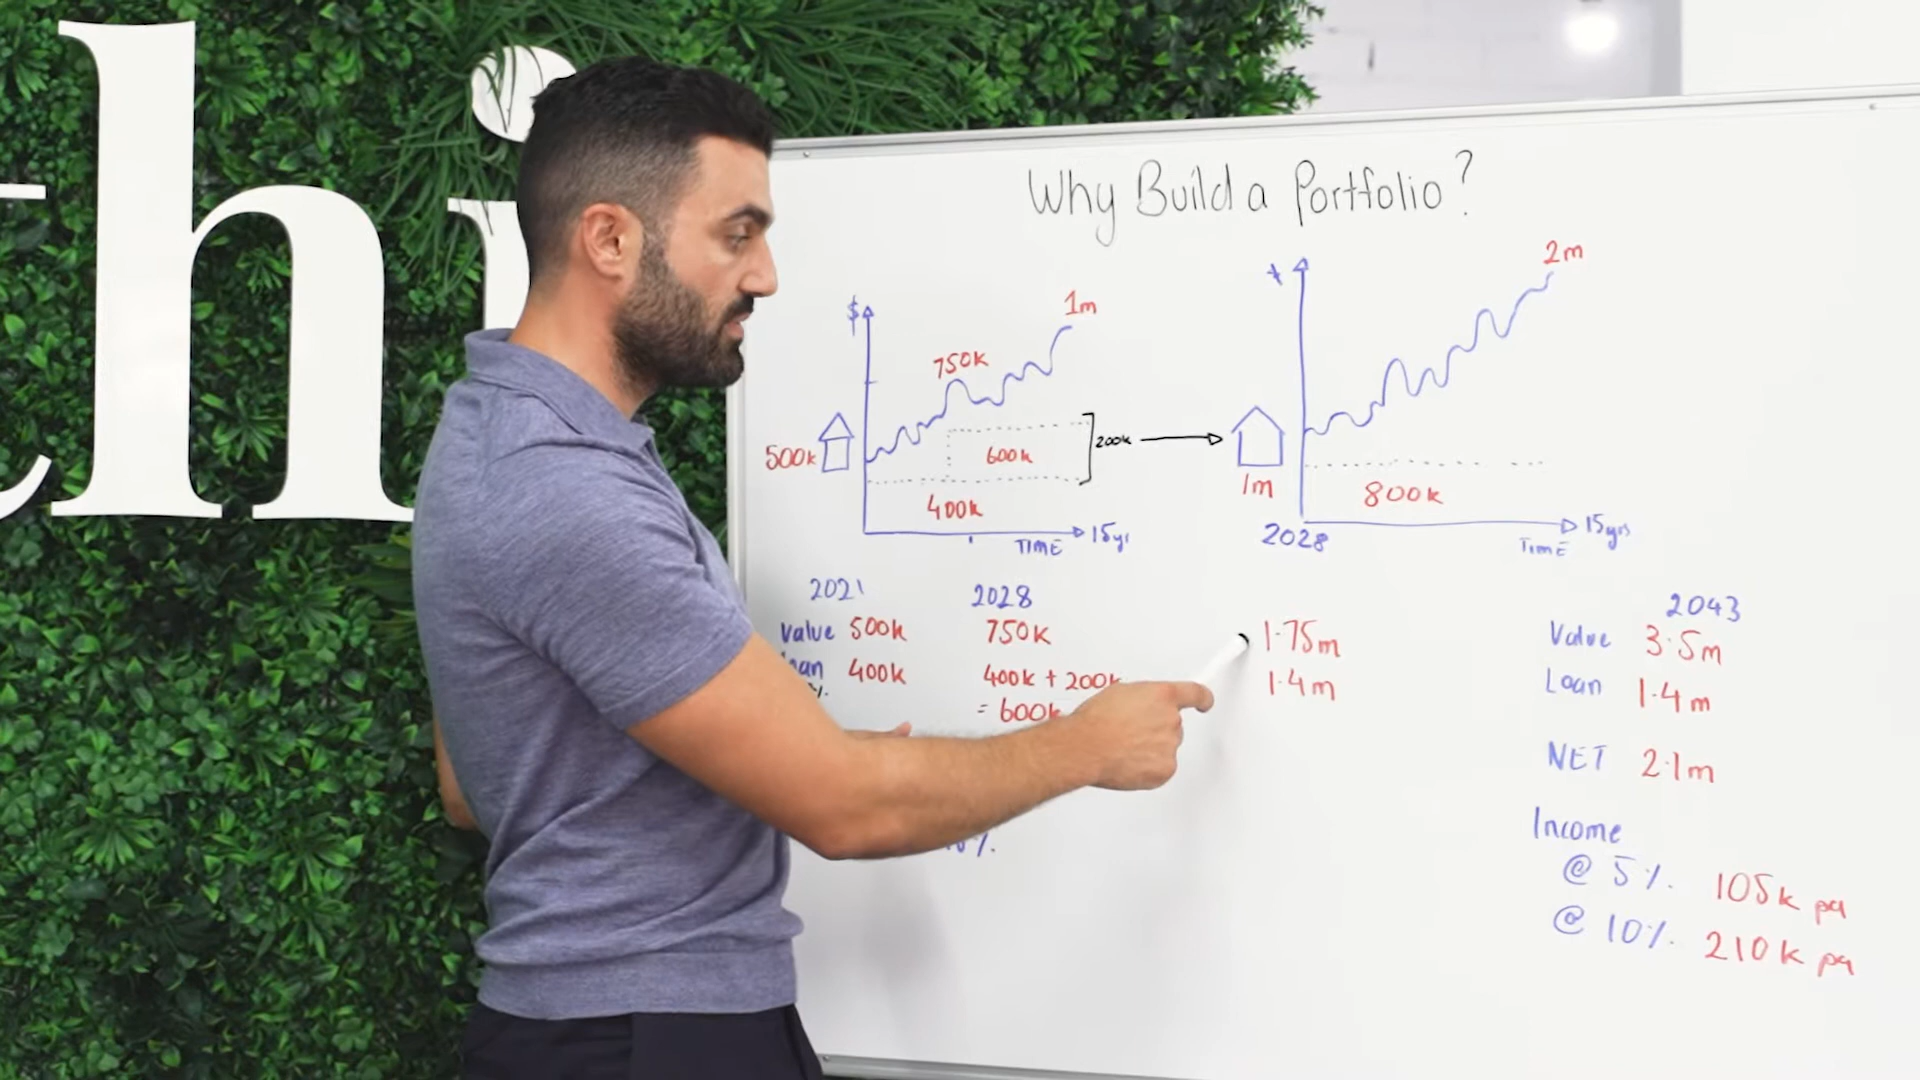 thi
Why Build a Portfolio?
$
1m
750k
500k
600k
200k
400k
TIME
15yr
2m
1m
800k
2028
TIME
15yrs
2021
Value 500k
400k
2028
750k
400k + 200k
= 600k
1.75m
1.4m
2043
Value 3.5m
Loan 1.4m
NET 2.1m
Income
@ 5% 105k pa
@ 10% 210k pa